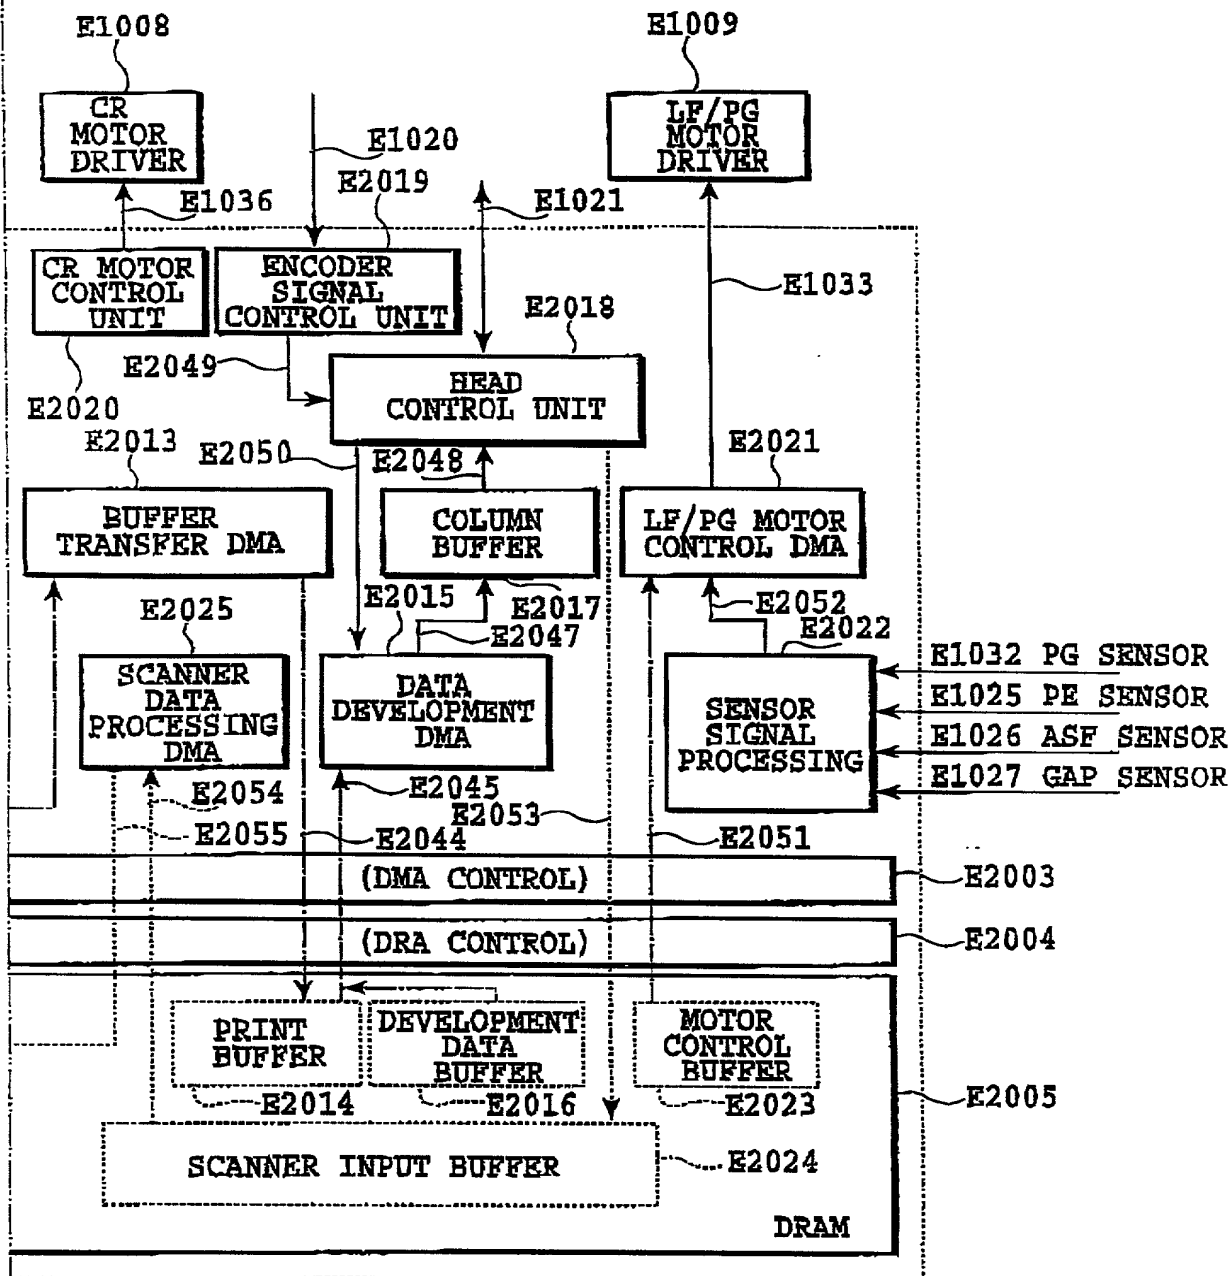 E1008
E1009
CR
MOTOR
DRIVER
LF/PG
MOTOR
DRIVER
E1020
E2019
E1036
E1021
CR MOTOR
CONTROL
UNIT
ENCODER
SIGNAL
CONTROL UNIT
E1033
E2018
E2049
HEAD
CONTROL UNIT
E2020
E2013
E2050
E2048
E2021
BUFFER
TRANSFER DMA
COLUMN
BUFFER
LF/PG MOTOR
CONTROL DMA
E2025
E2015
E2017
E2047
E2052
E2022
SCANNER
DATA
PROCESSING
DMA
DATA
DEVELOPMENT
DMA
SENSOR
SIGNAL
PROCESSING
E1032 PG SENSOR
E1025 PE SENSOR
E1026 ASF SENSOR
E1027 GAP SENSOR
E2054
E2045
E2053
E2055
E2044
E2051
(DMA CONTROL)
E2003
(DRA CONTROL)
E2004
PRINT
BUFFER
DEVELOPMENT
DATA
BUFFER
MOTOR
CONTROL
BUFFER
E2014
E2016
E2023
E2005
SCANNER INPUT BUFFER
E2024
DRAM